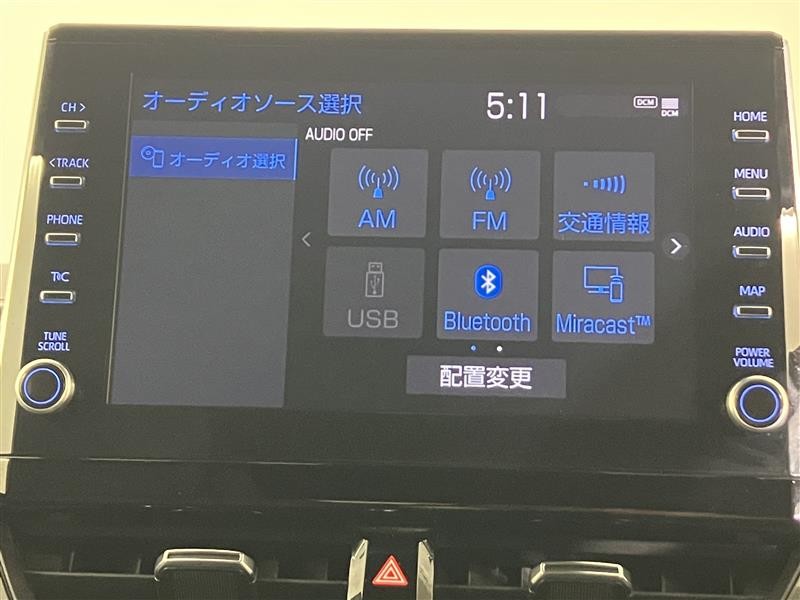 CH >
< TRACK
PHONE
T&C
TUNE
SCROLL
オーディオソース選択
5:11
DCM
DCM
AUDIO OFF
オーディオ選択
AM
FM
交通情報
USB
Bluetooth
Miracast™
配置変更
HOME
MENU
AUDIO
MAP
POWER
VOLUME